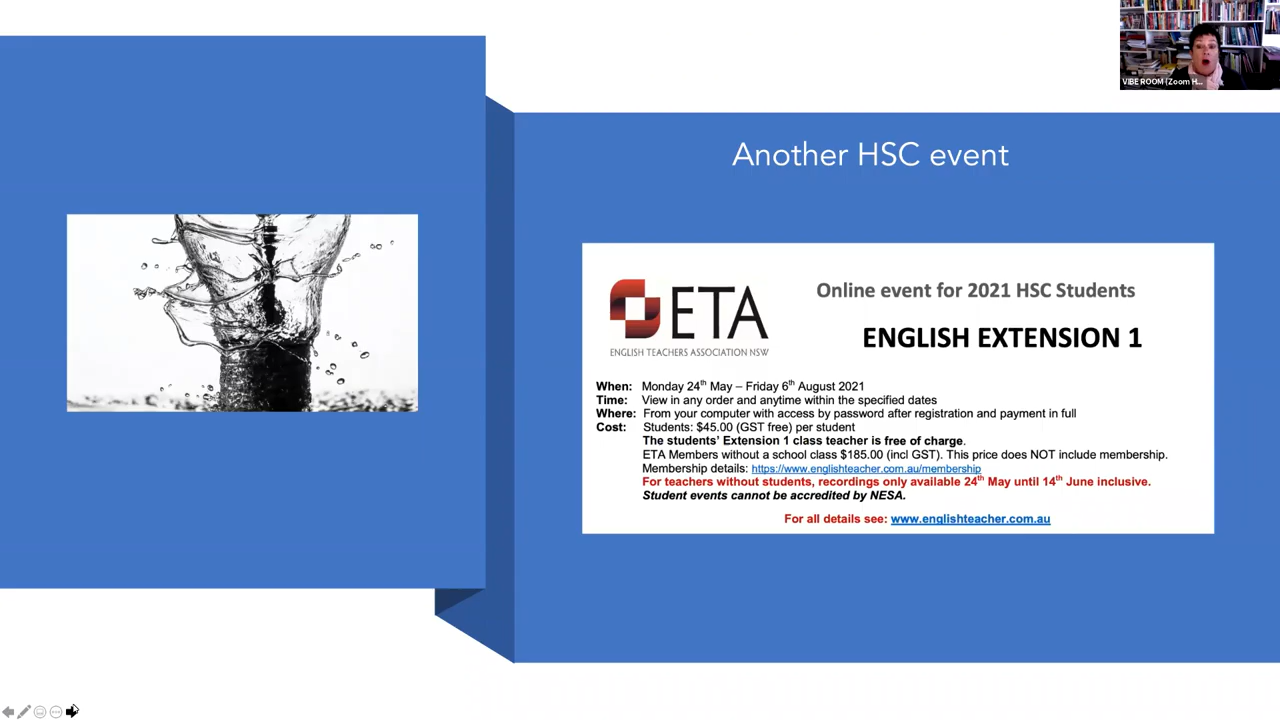 VIBE ROOM (Zoom H...
Another HSC event
ETA
ENGLISH TEACHERS ASSOCIATION NSW
Online event for 2021 HSC Students
ENGLISH EXTENSION 1
When: Monday 24th May – Friday 6th August 2021
Time: View in any order and anytime within the specified dates
Where: From your computer with access by password after registration and payment in full
Cost: Students: $45.00 (GST free) per student
The students' Extension 1 class teacher is free of charge.
ETA Members without a school class $185.00 (incl GST). This price does NOT include membership.
Membership details: https://www.englishteacher.com.au/membership
For teachers without students, recordings only available 24th May until 14th June inclusive.
Student events cannot be accredited by NESA.
For all details see: www.englishteacher.com.au